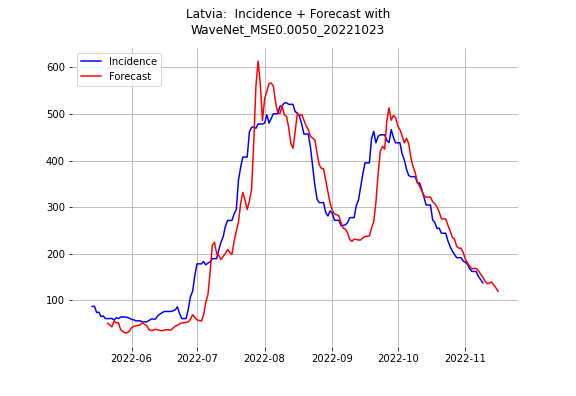 Latvia:  Incidence + Forecast with
WaveNet_MSE0.0050_20221023
Incidence
Forecast
600
500
400
300
200
100
2022-06 2022-07 2022-08 2022-09 2022-10 2022-11